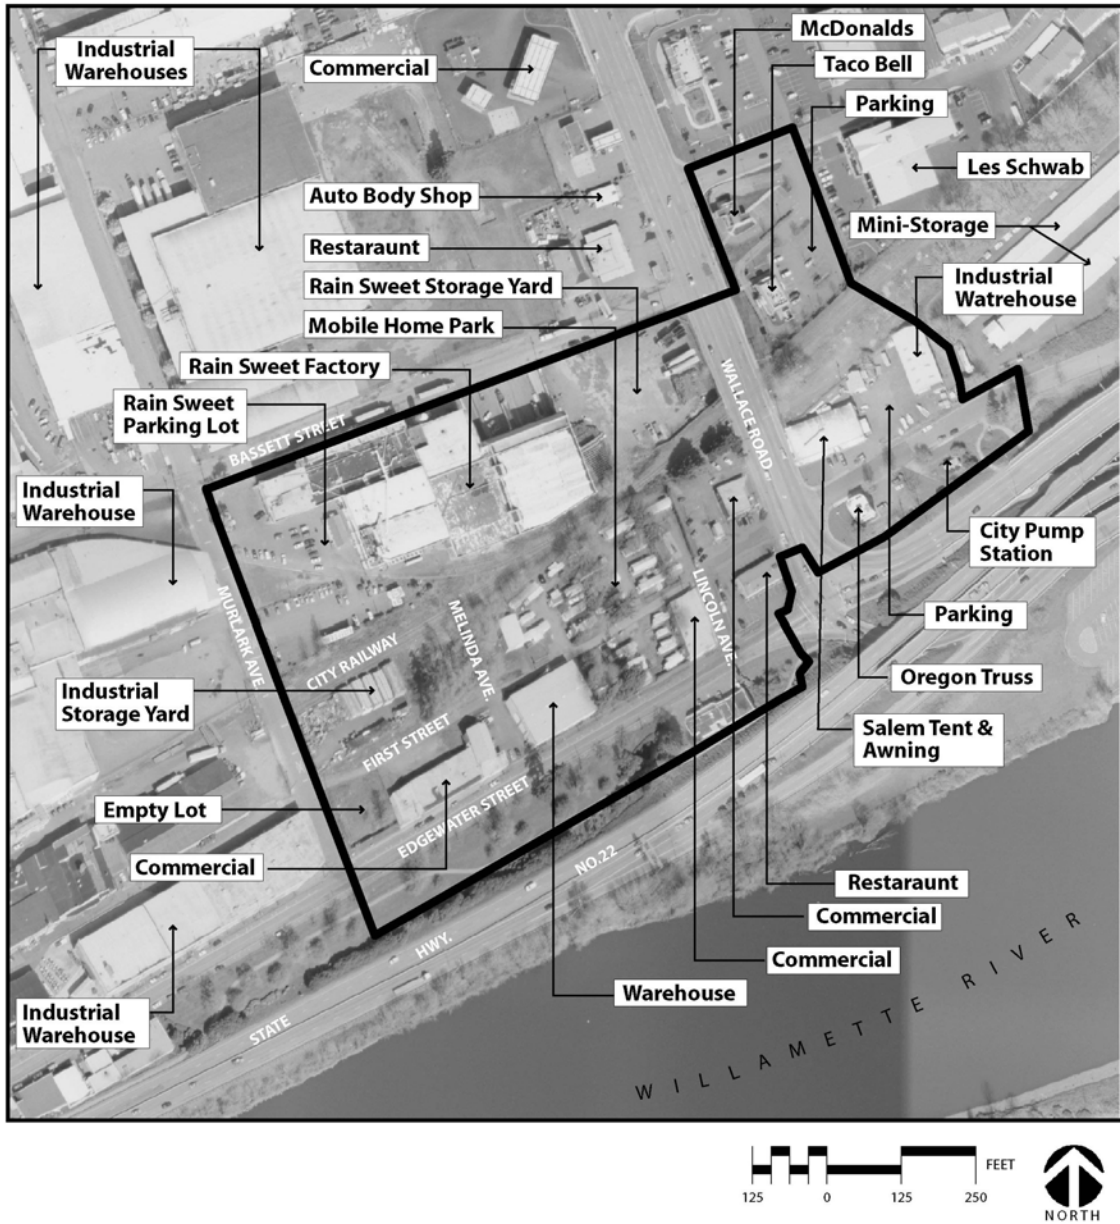 McDonalds
Industrial
Warehouses
Commercial
Taco Bell
Parking
Les Schwab
Auto Body Shop
Mini-Storage
Restaraunt
Industrial
Watrehouse
Rain Sweet Storage Yard
Mobile Home Park
Rain Sweet Factory
Rain Sweet
Parking Lot
WALLACE ROAD
BASSETT STREET
Industrial
Warehouse
City Pump
Station
MURLARK AVE.
MELINDA AVE.
LINCOLN AVE.
Parking
CITY RAILWAY
Industrial
Storage Yard
Oregon Truss
FIRST STREET
Salem Tent &
Awning
Empty Lot
EDGEWATER STREET
Commercial
NO.22
Restaraunt
Commercial
HWY.
Commercial
Warehouse
Industrial
Warehouse
STATE
WILLAMETTE RIVER
FEET
125 0 125 250
NORTH